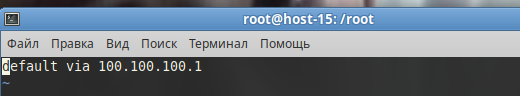 root@host-15: /root
Файл Правка Вид Поиск Терминал Помощь
default via 100.100.100.1
~